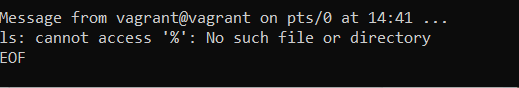 Message from vagrant@vagrant on pts/0 at 14:41 ...
ls: cannot access '%': No such file or directory
EOF